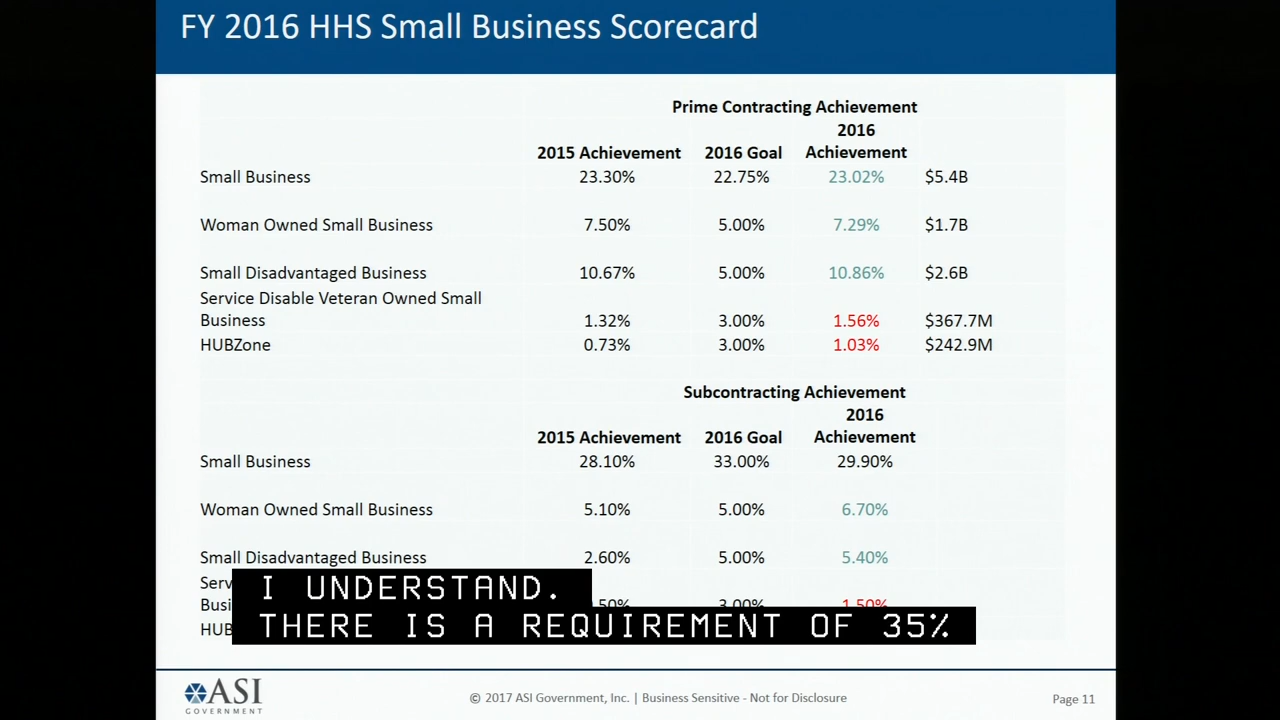 FY 2016 HHS Small Business Scorecard
Prime Contracting Achievement
2015 Achievement 2016 Goal 2016 Achievement
Small Business 23.30% 22.75% 23.02% $5.4B
Woman Owned Small Business 7.50% 5.00% 7.29% $1.7B
Small Disadvantaged Business 10.67% 5.00% 10.86% $2.6B
Service Disable Veteran Owned Small
Business 1.32% 3.00% 1.56% $367.7M
HUBZone 0.73% 3.00% 1.03% $242.9M
Subcontracting Achievement
2015 Achievement 2016 Goal 2016 Achievement
Small Business 28.10% 33.00% 29.90%
Woman Owned Small Business 5.10% 5.00% 6.70%
Small Disadvantaged Business 2.60% 5.00% 5.40%
3.00% 1.50%
I UNDERSTAND.
THERE IS A REQUIREMENT OF 35%
ASI
GOVERNMENT
© 2017 ASI Government, Inc. | Business Sensitive - Not for Disclosure
Page 11